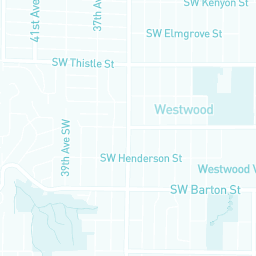 SW Kenyon St
41st Ave
37th Ave
SW Elmgrove St
SW Thistle St
Westwood
39th Ave SW
SW Henderson St
Westwood V
SW Barton St